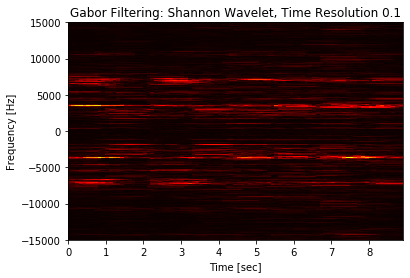 Gabor Filtering: Shannon Wavelet, Time Resolution 0.1
15000
10000
5000
0
−5000
−10000
−15000
Frequency [Hz]
0 1 2 3 4 5 6 7 8
Time [sec]